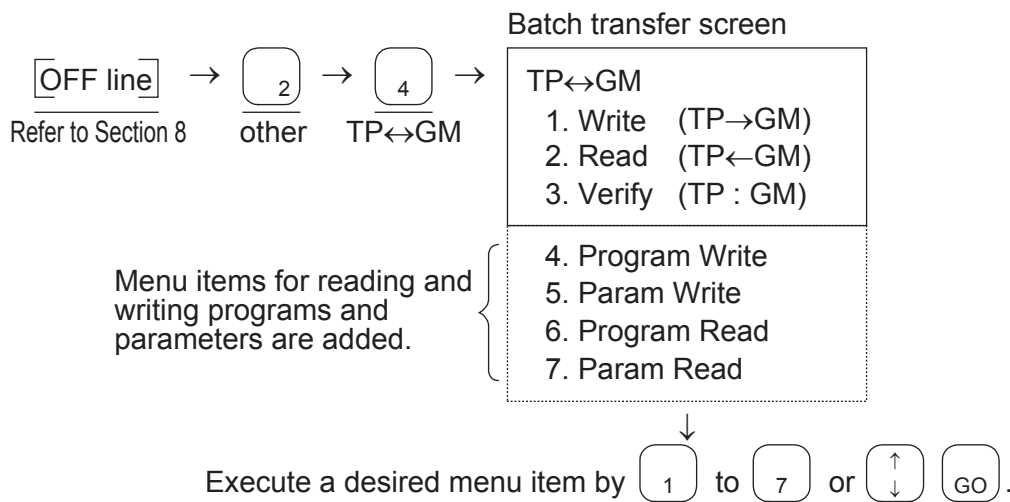 Batch transfer screen
OFF line → 2 → 4 →
Refer to Section 8 other TP↔GM
TP↔GM
1. Write (TP→GM)
2. Read (TP←GM)
3. Verify (TP : GM)
Menu items for reading and
writing programs and
parameters are added.
4. Program Write
5. Param Write
6. Program Read
7. Param Read
↓
Execute a desired menu item by 1 to 7 or ↑ ↓ GO .